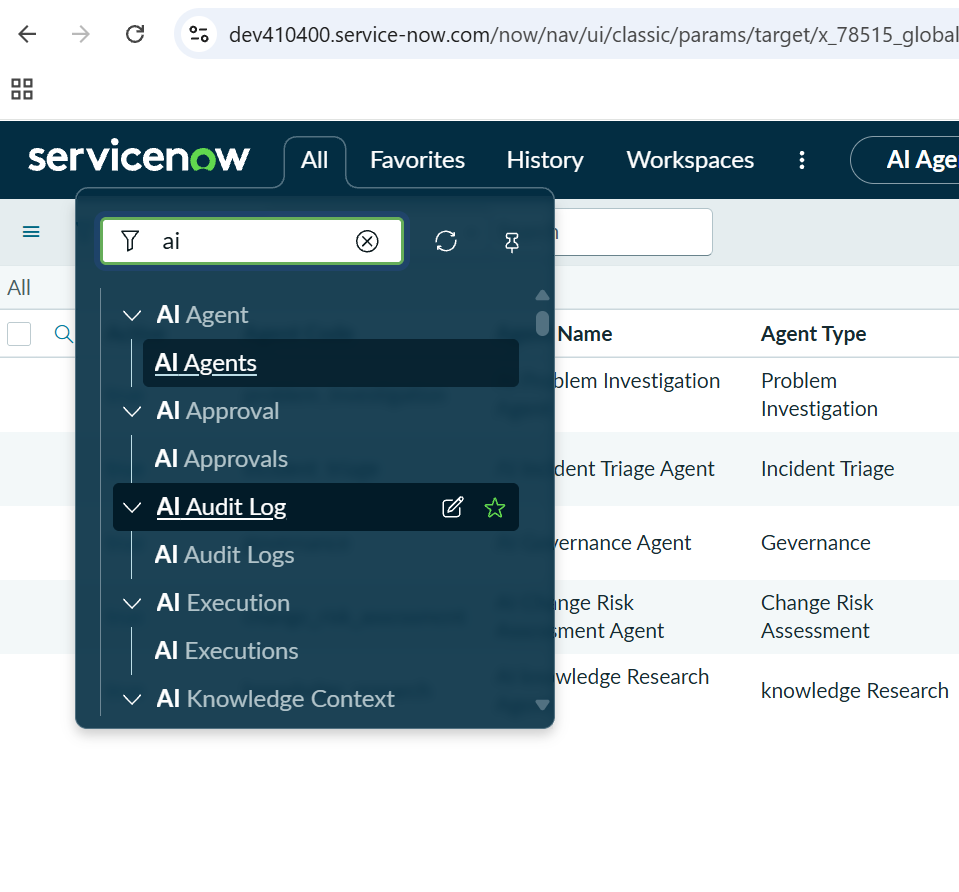 dev410400.service-now.com/now/nav/ui/classic/params/target/x_78515_global
servicenow
All Favorites History Workspaces AI Age
ai
All
AI Agent
AI Agents
AI Approval
AI Approvals
AI Audit Log
AI Audit Logs
AI Execution
AI Executions
AI Knowledge Context
Name Agent Type
blem Investigation Problem
Investigation
dent Triage Agent Incident Triage
vernance Agent Gevernance
nge Risk Change Risk
sment Agent Assessment
wledge Research knowledge Research